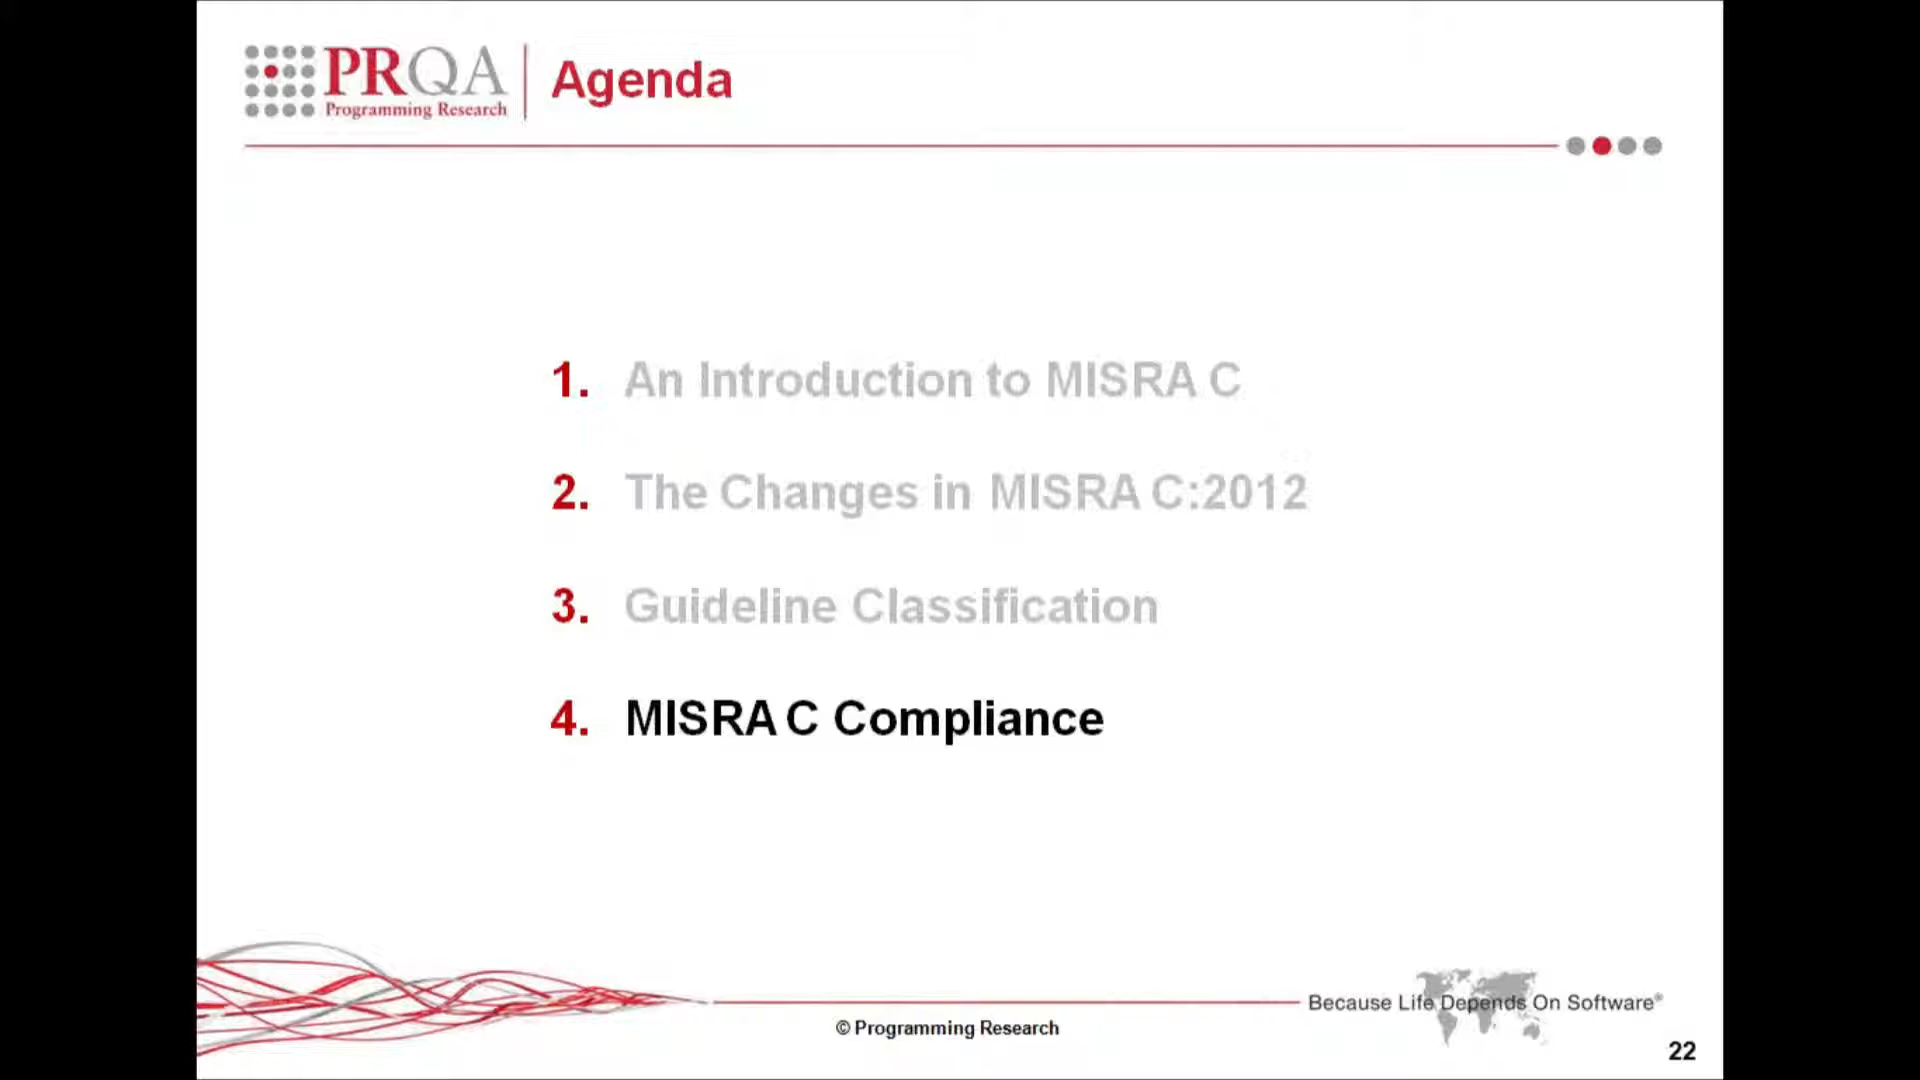 PRQA
Programming Research
Agenda
1. An Introduction to MISRA C
2. The Changes in MISRA C:2012
3. Guideline Classification
4. MISRA C Compliance
Because Life Depends On Software®
© Programming Research
22